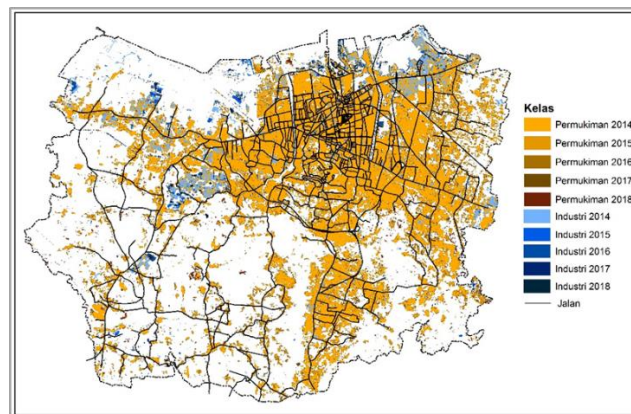 Kelas
Permukiman 2014
Permukiman 2015
Permukiman 2016
Permukiman 2017
Permukiman 2018
Industri 2014
Industri 2015
Industri 2016
Industri 2017
Industri 2018
Jalan